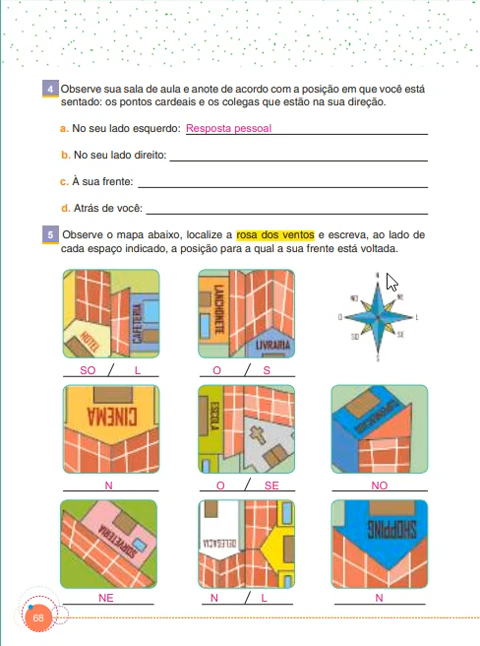 4 Observe sua sala de aula e anote de acordo com a posição em que você está
sentado: os pontos cardeais e os colegas que estão na sua direção.
a. No seu lado esquerdo: Resposta pessoal
b. No seu lado direito:
c. À sua frente:
d. Atrás de você:
5 Observe o mapa abaixo, localize a rosa dos ventos e escreva, ao lado de
cada espaço indicado, a posição para a qual a sua frente está voltada.
HOTEL
CAFETERIA
LANCHONETE
LIVRARIA
N
NO NE
O L
SO SE
S
SO / L
O / S
CINEMA
ESCOLA
SUPERMERCADO
N
O / SE
NO
SORVETERIA
DELEGACIA
SHOPPING
NE
N / L
N
68